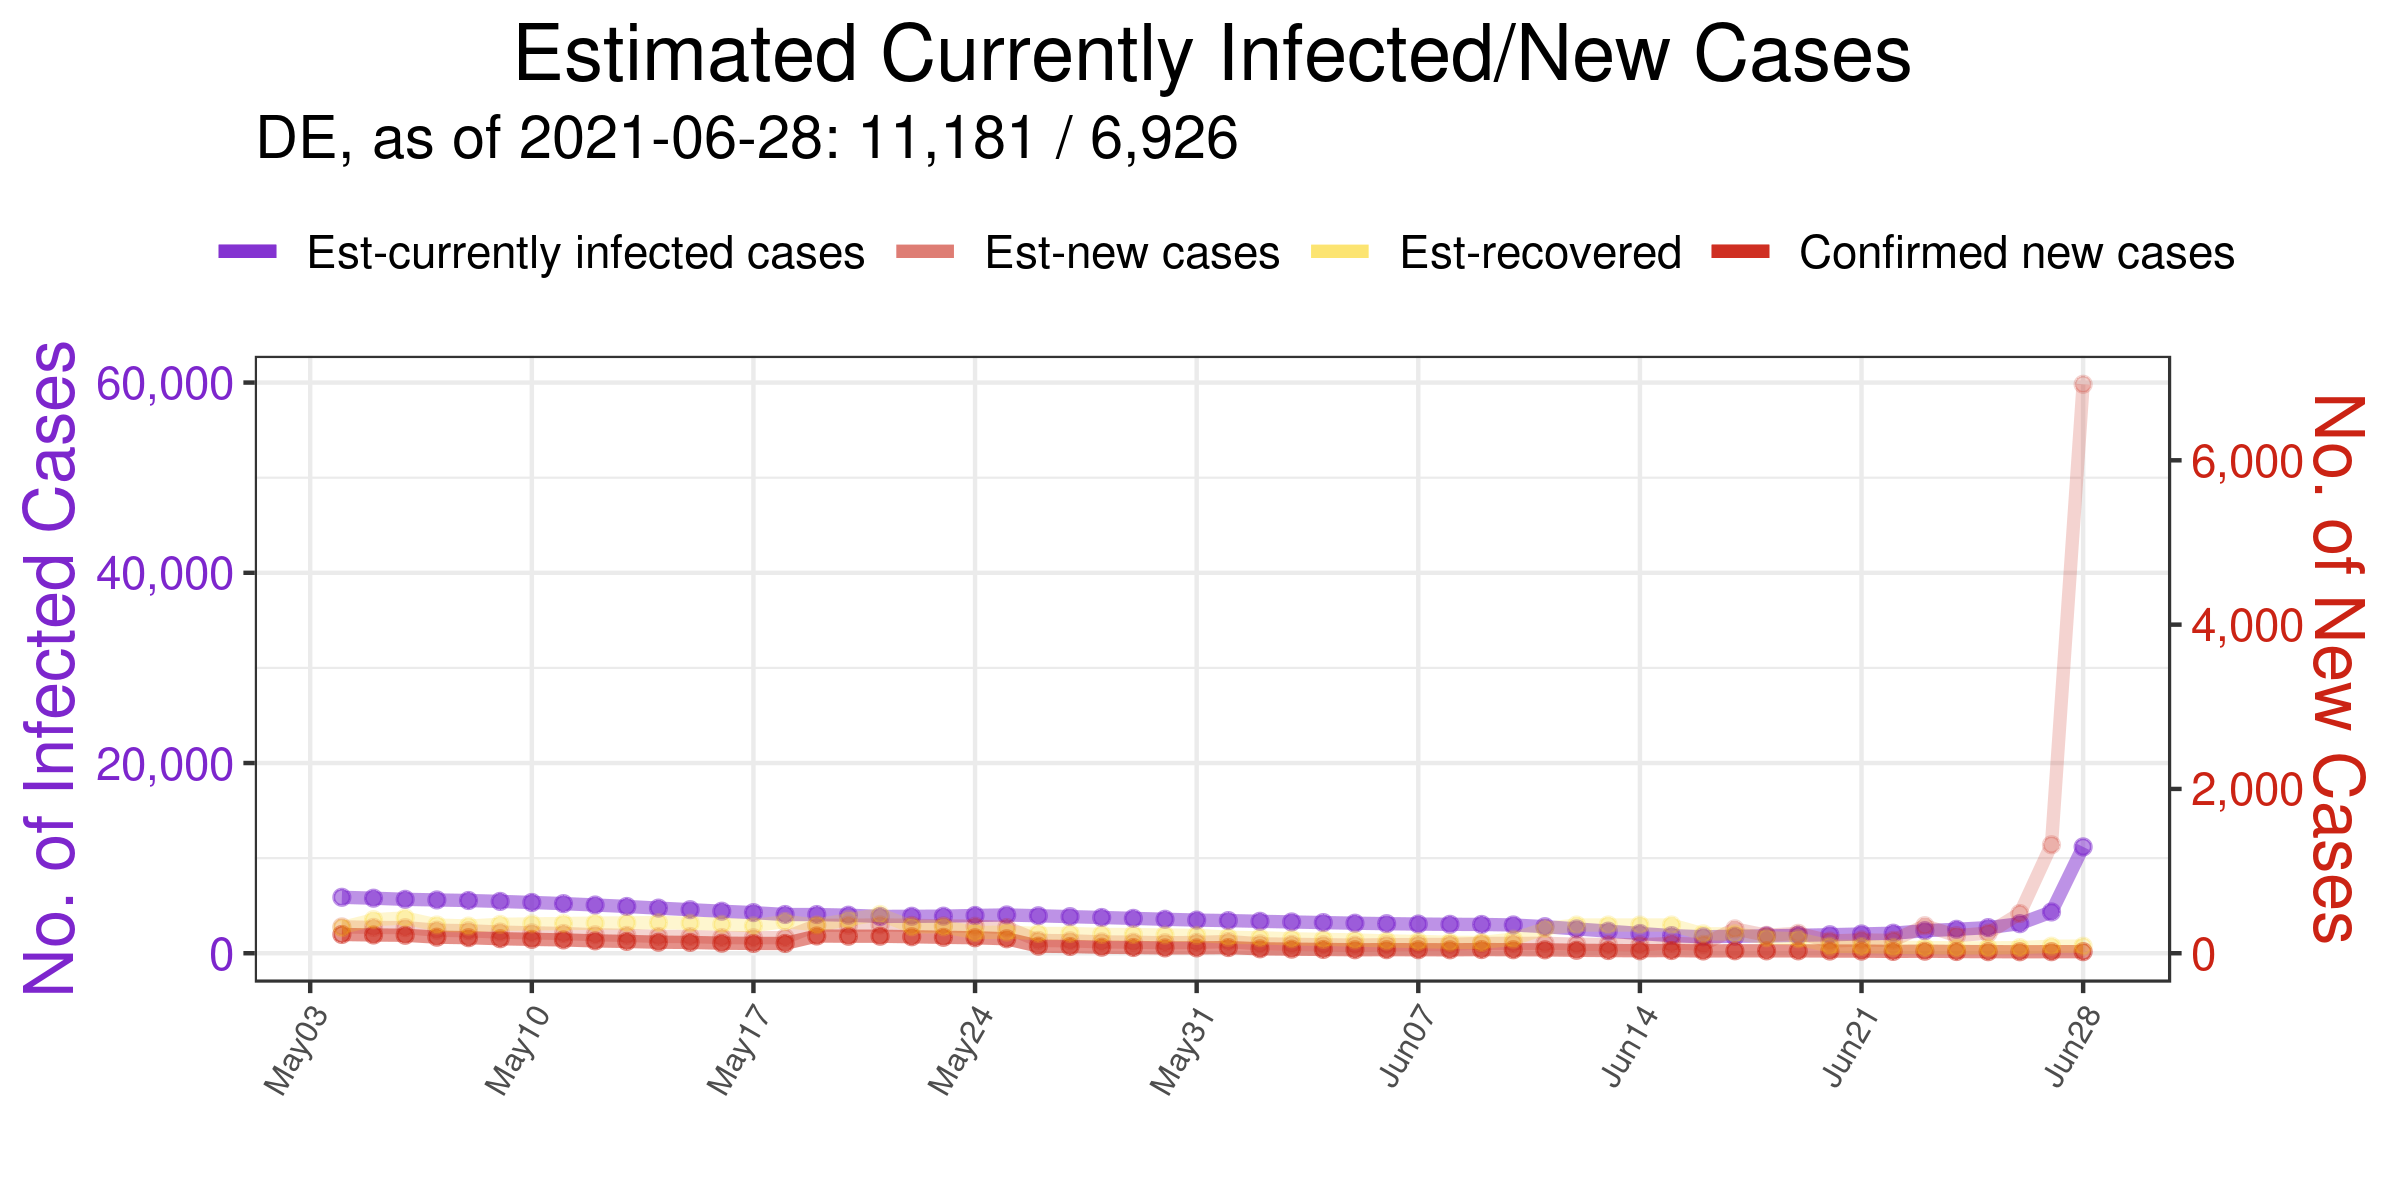 Estimated Currently Infected/New Cases
DE, as of 2021-06-28: 11,181 / 6,926
Est-currently infected cases Est-new cases Est-recovered Confirmed new cases
No. of Infected Cases
60,000
40,000
20,000
0
6,000
4,000
2,000
0
No. of New Cases
May03 May10 May17 May24 May31 Jun07 Jun14 Jun21 Jun28